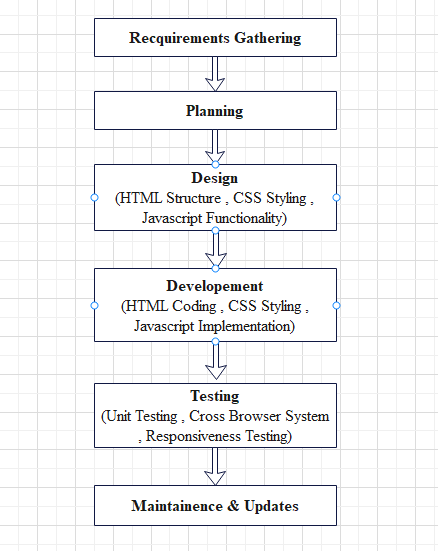 Recquirements Gathering
Planning
Design
(HTML Structure , CSS Styling ,
Javascript Functionality)
Developement
(HTML Coding , CSS Styling ,
Javascript Implementation)
Testing
(Unit Testing , Cross Browser System
, Responsiveness Testing)
Maintainence & Updates